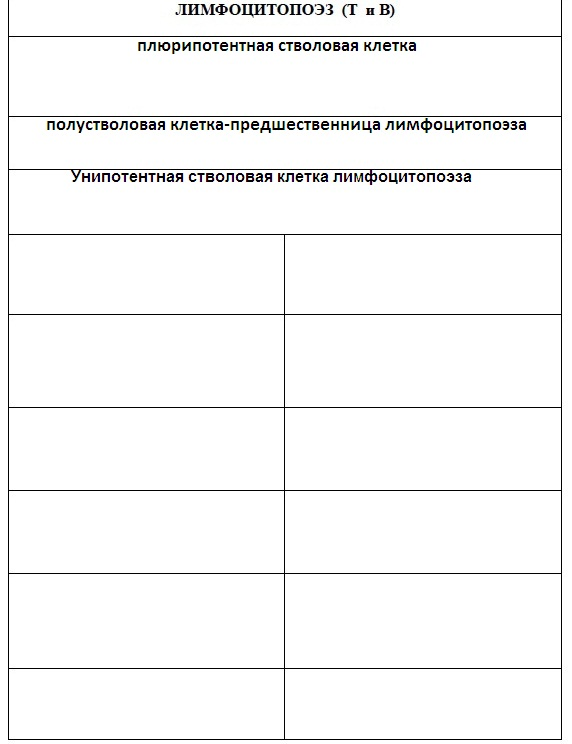 ЛИМФОЦИТОПОЭЗ (Т и В)
плюрипотентная стволовая клетка
полустволовая клетка-предшественница лимфоцитопоэза
Унипотентная стволовая клетка лимфоцитопоэза